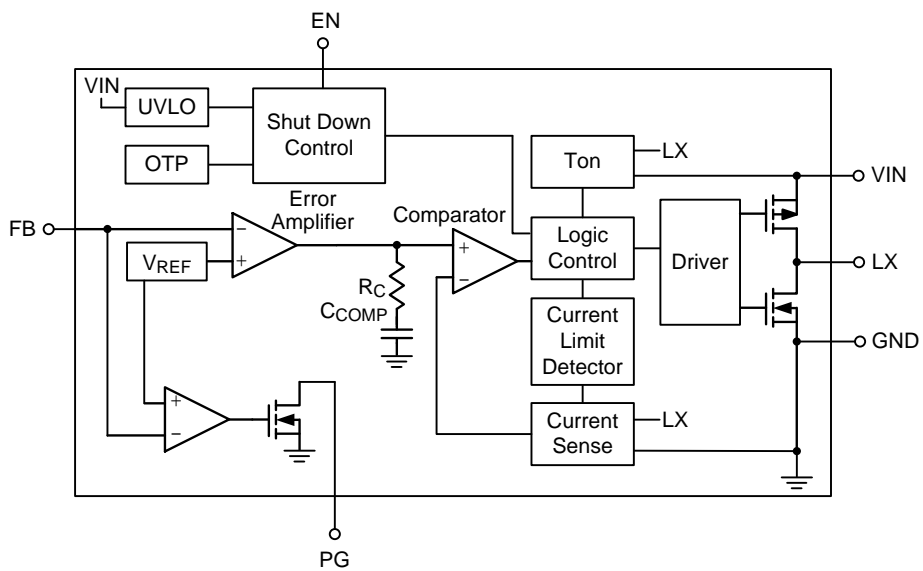 EN
VIN
UVLO
OTP
Shut Down
Control
Ton
LX
VIN
FB
Error
Amplifier
−
+
VREF
Comparator
+
−
Logic
Control
Driver
LX
RC
CCOMP
Current
Limit
Detector
GND
+
−
Current
Sense
LX
PG